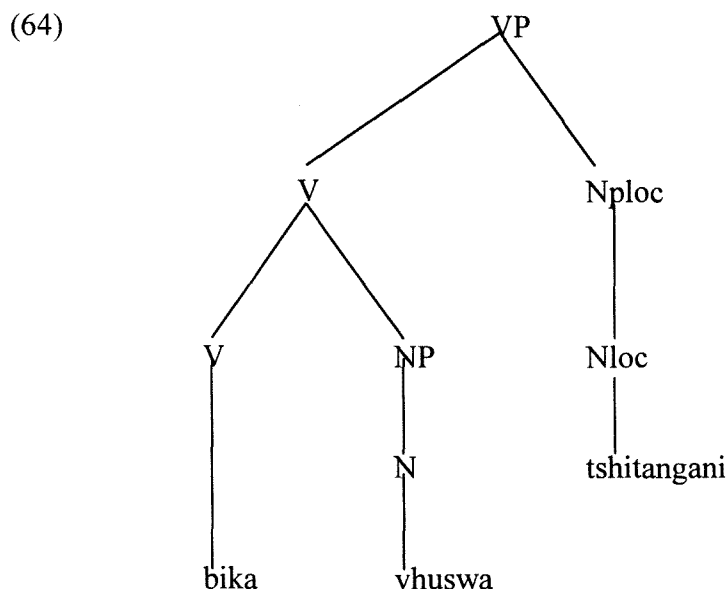 (64) VP
V Nploc
V NP Nloc
N tshitangani
bika vhuswa